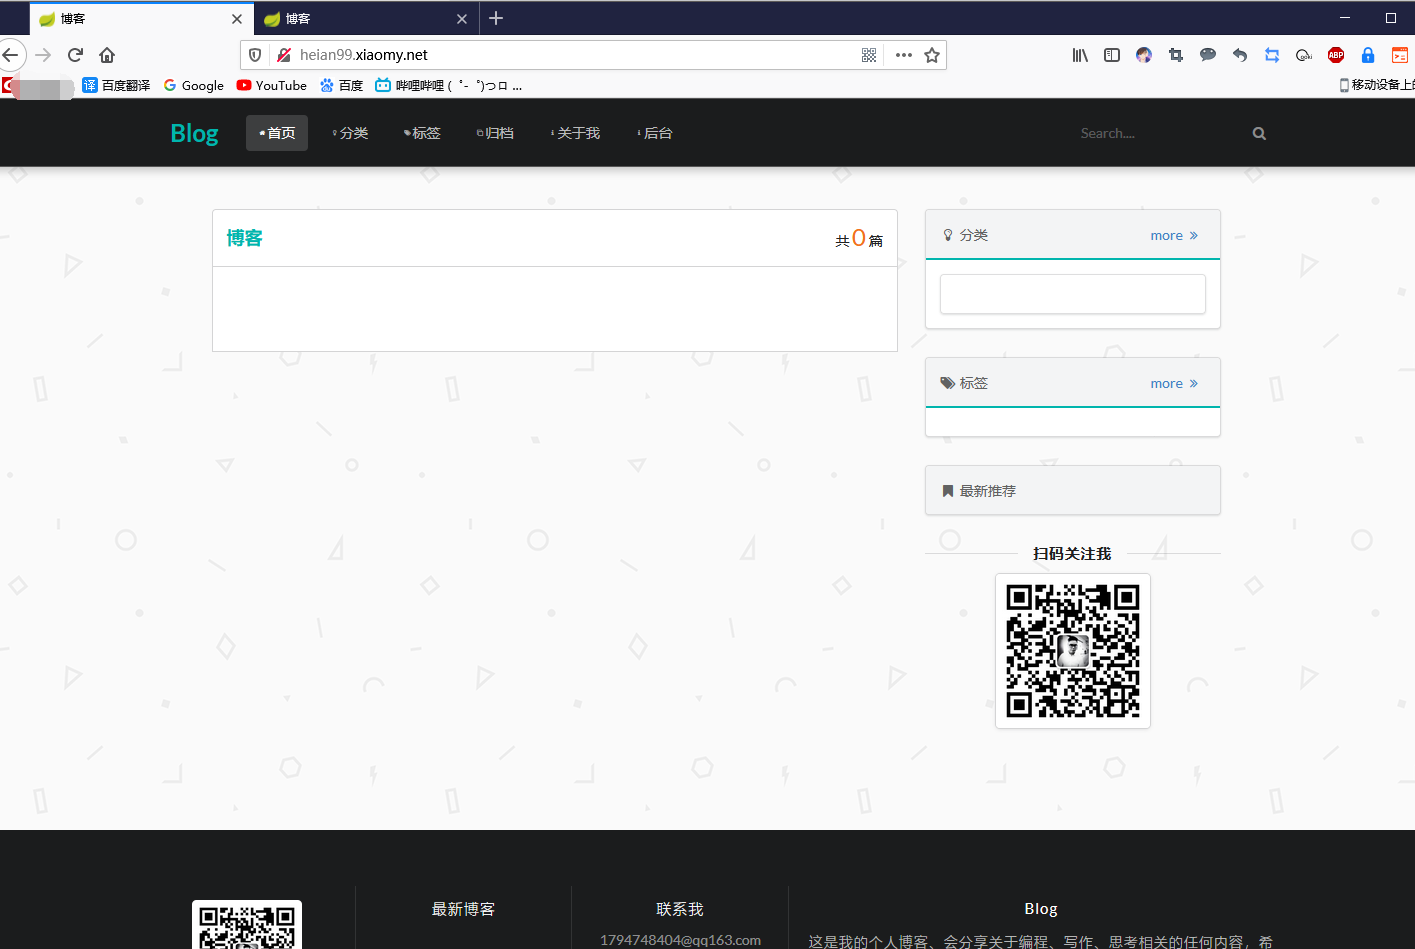 博客
博客
heian99.xiaomy.net
百度翻译 Google YouTube 百度 哔哩哔哩 ( ゜- ゜)つロ ...
移动设备上的
Blog 首页 分类 标签 归档 关于我 后台 Search....
博客 共 0 篇
分类 more »
标签 more »
最新推荐
扫码关注我
最新博客 联系我 Blog
1794748404@qq163.com
这是我的个人博客、会分享关于编程、写作、思考相关的任何内容，希